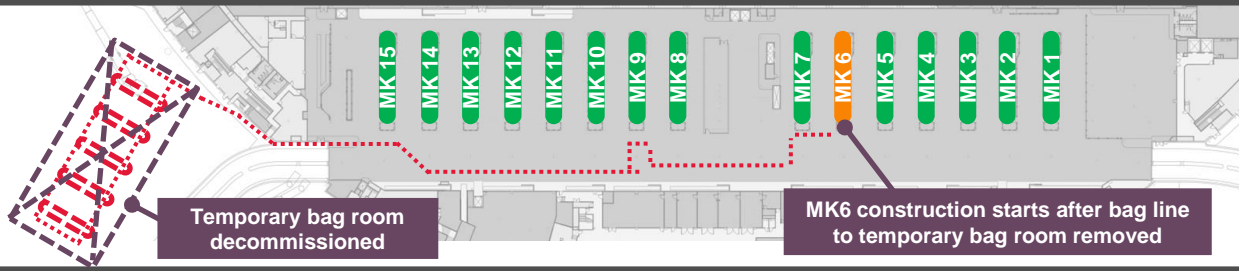 MK 15
MK 14
MK 13
MK 12
MK 11
MK 10
MK 9
MK 8
MK 7
MK 6
MK 5
MK 4
MK 3
MK 2
MK 1
Temporary bag room
decommissioned
MK6 construction starts after bag line
to temporary bag room removed